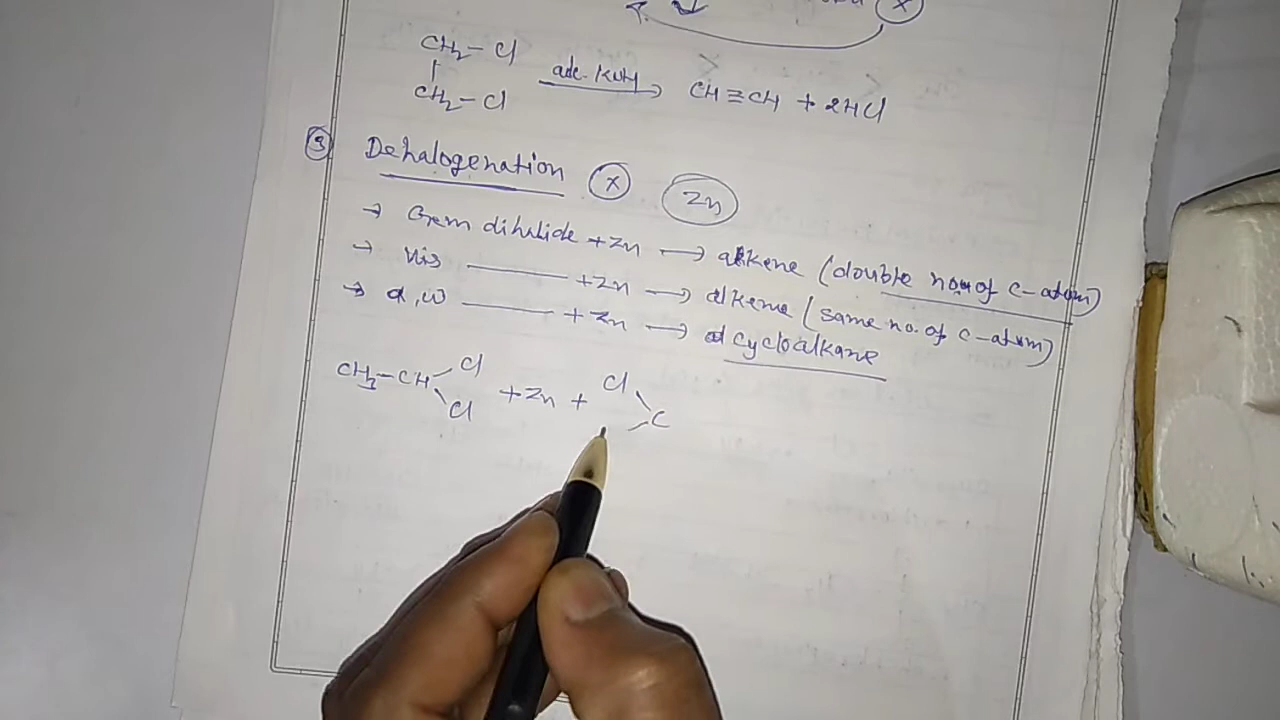 X
CH2-Cl
CH2-Cl
alc. KOH → CH≡CH + 2HCl
③ Dehalogenation X Zn
→ Gem dihalide + Zn → alkene (double no. of c-atom)
→ Vis ——— + Zn → alkene (same no. of c-atom)
→ α,ω ——— + Zn → cycloalkane
Cl Cl
CH3-CH + Zn + C
Cl